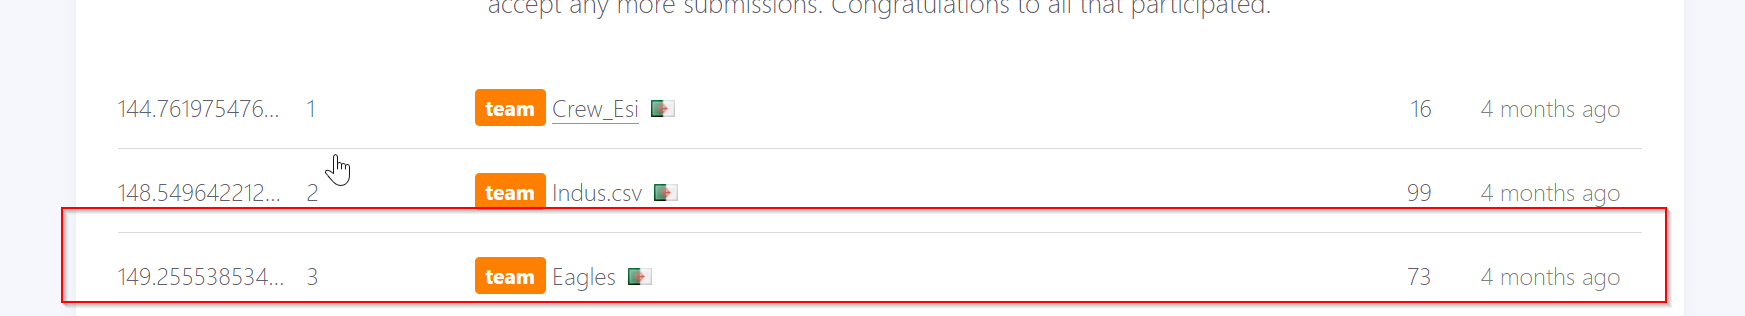 accept any more submissions. Congratulations to all that participated.
144.761975476... 1 team Crew_Esi 16 4 months ago
148.549642212... 2 team Indus.csv 99 4 months ago
149.255538534... 3 team Eagles 73 4 months ago